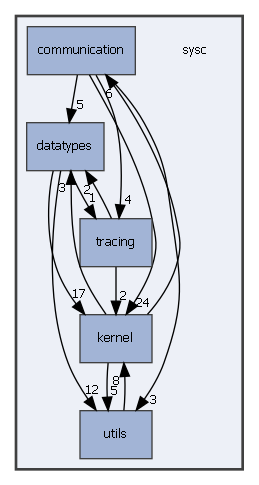 communication
sysc
6
5
datatypes
3
2
1
4
tracing
17
2
24
kernel
8
5
12
3
utils